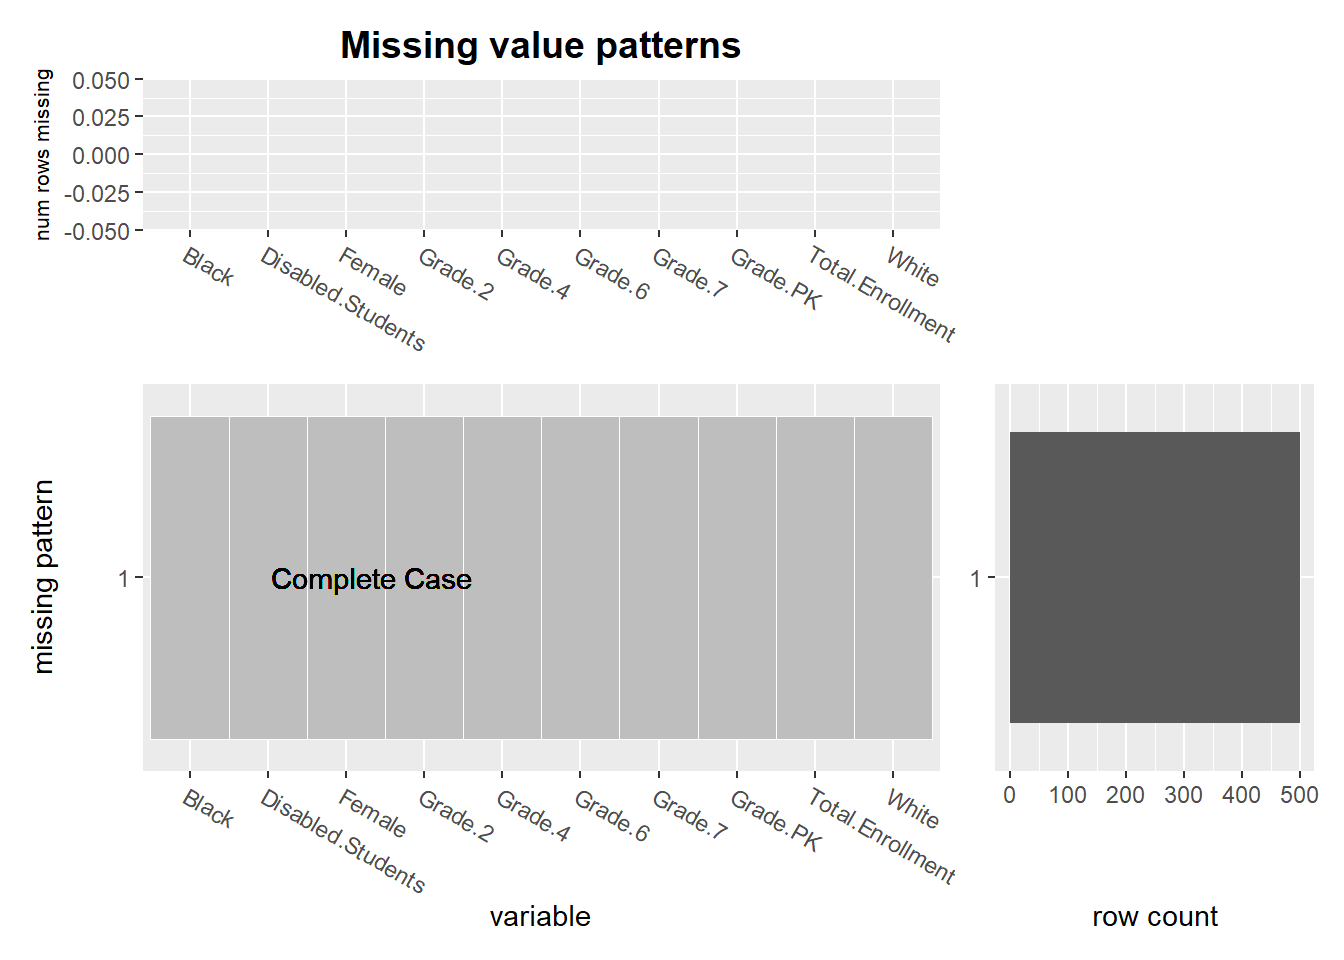 Missing value patterns
num rows missing
0.050
0.025
0.000
-0.025
-0.050
Black
Disabled.Students
Female
Grade.2
Grade.4
Grade.6
Grade.7
Grade.PK
Total.Enrollment
White
missing pattern
1
Complete Case
Black
Disabled.Students
Female
Grade.2
Grade.4
Grade.6
Grade.7
Grade.PK
Total.Enrollment
White
variable
1
0 100 200 300 400 500
row count